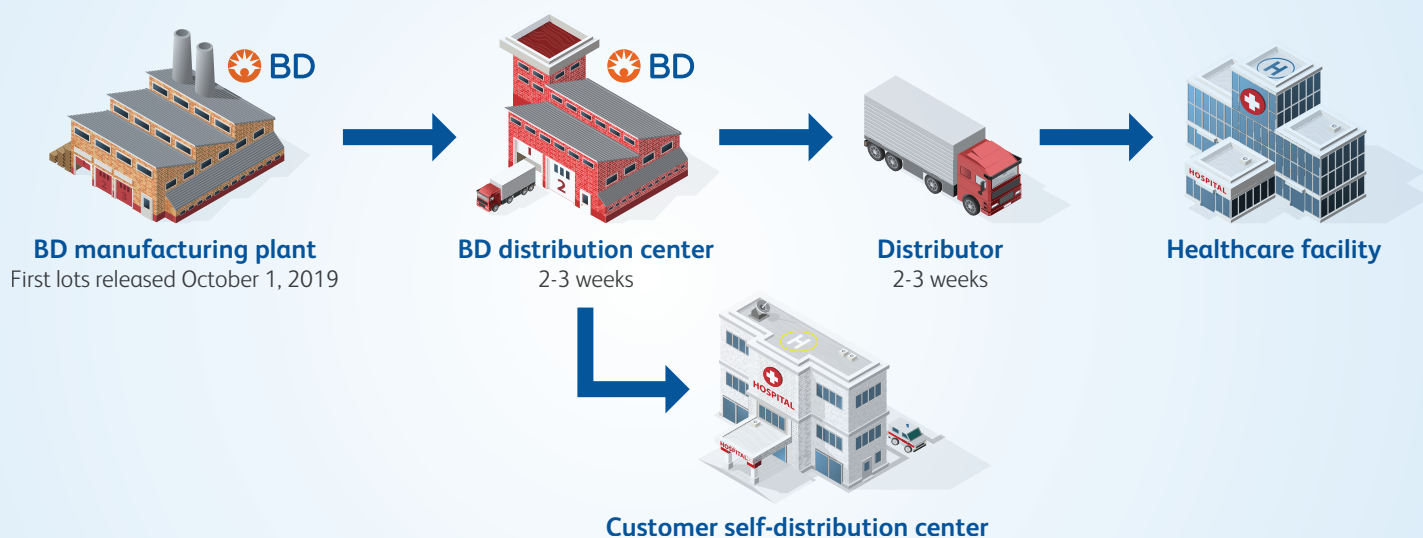 BD
BD
2
H
HOSPITAL
BD manufacturing plant
First lots released October 1, 2019
BD distribution center
2-3 weeks
Distributor
2-3 weeks
Healthcare facility
H
HOSPITAL
HOSPITAL
Customer self-distribution center